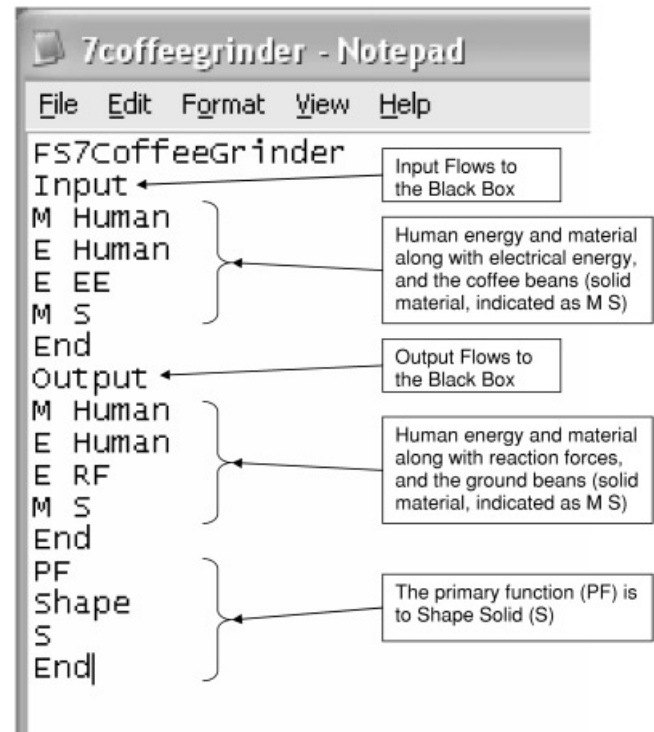 7coffeegrinder - Notepad
File Edit Format View Help
FS7CoffeeGrinder
Input
M Human
E Human
E EE
M S
End
Output
M Human
E Human
E RF
M S
End
PF
Shape
S
End
Input Flows to
the Black Box
Human energy and material
along with electrical energy,
and the coffee beans (solid
material, indicated as M S)
Output Flows to
the Black Box
Human energy and material
along with reaction forces,
and the ground beans (solid
material, indicated as M S)
The primary function (PF) is
to Shape Solid (S)